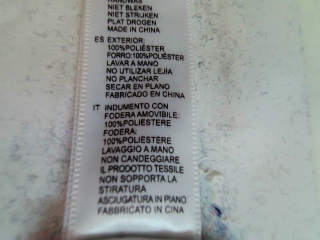 HANDWAS
NIET BLEKEN
NIET STRIJKEN
PLAT DROGEN
MADE IN CHINA
ES EXTERIOR:
100%POLIÉSTER
FORRO:100%POLIÉSTER
LAVAR A MANO
NO UTILIZAR LEJÍA
NO PLANCHAR
SECAR EN PLANO
FABRICADO EN CHINA
IT INDUMENTO CON
FODERA AMOVIBILE:
100%POLIESTERE
FODERA:
100%POLIESTERE
LAVAGGIO A MANO
NON CANDEGGIARE
IL PRODOTTO TESSILE
NON SOPPORTA LA
STIRATURA
ASCIUGATURA IN PIANO
FABBRICATO IN CINA